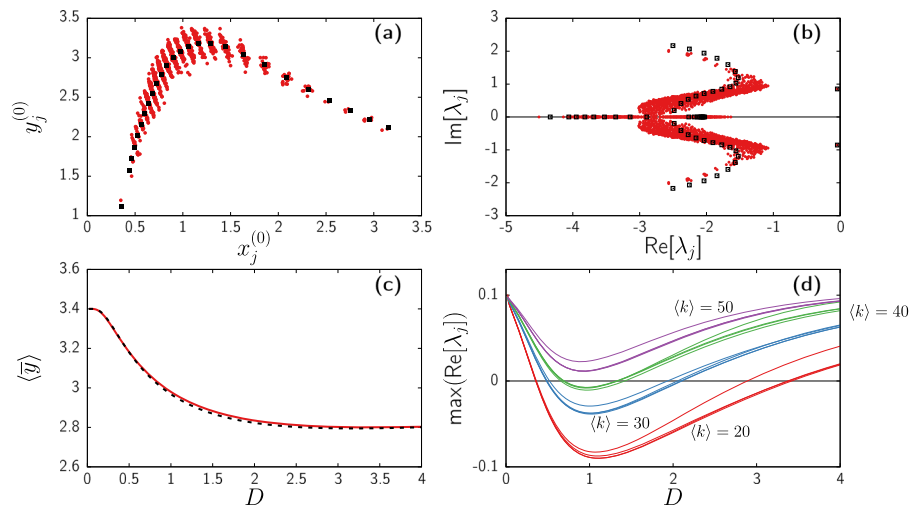 (a)
3.5
3
2.5
2
1.5
1
y_j^{(0)}
0 0.5 1 1.5 2 2.5 3 3.5
x_j^{(0)}
(b)
3
2
1
0
-1
-2
-3
Im[λ_j]
-5 -4 -3 -2 -1 0
Re[λ_j]
(c)
3.6
3.4
3.2
3
2.8
2.6
⟨y̅⟩
0 0.5 1 1.5 2 2.5 3 3.5 4
D
(d)
0.1
0
-0.1
max(Re[λ_j])
⟨k⟩ = 50
⟨k⟩ = 40
⟨k⟩ = 30
⟨k⟩ = 20
0 1 2 3 4
D